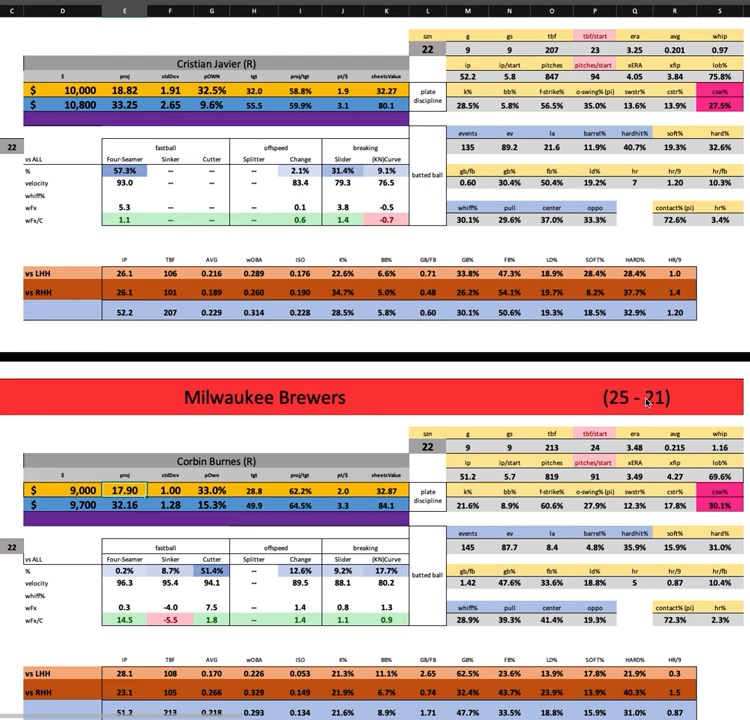 C D E F G H I J K L M N O P Q R S
szn g gs tbf tbf/start era avg whip
22 9 9 207 23 3.25 0.201 0.97
Cristian Javier (R) ip ip/start pitches pitches/start xERA xfip lob%
$ proj stdDev pOWN tgt proj/tgt pt/$ sheetsValue 52.2 5.8 847 94 4.05 3.84 75.8%
$ 10,000 18.82 1.91 32.5% 32.0 58.8% 1.9 32.27 plate discipline k% bb% f-strike% o-swing% (pi) swstr% cstr% csw%
$ 10,800 33.25 2.65 9.6% 55.5 59.9% 3.1 80.1 28.5% 5.8% 56.5% 35.0% 13.6% 13.9% 27.5%
events ev la barrel% hardhit% soft% hard%
22 fastball offspeed breaking 135 89.2 21.6 11.9% 40.7% 19.3% 32.6%
vs ALL Four-Seamer Sinker Cutter Splitter Change Slider (KN)Curve
% 57.3% -- -- -- 2.1% 31.4% 9.1% batted ball gb/fb gb% fb% ld% hr hr/9 hr/fb
velocity 93.0 -- -- -- 83.4 79.3 76.5 0.60 30.4% 50.4% 19.2% 7 1.20 10.3%
whiff%
wFx 5.3 -- -- -- 0.1 3.8 -0.5 whiff% pull center oppo contact% (pi) hr%
wFx/C 1.1 -- -- -- 0.6 1.4 -0.7 30.1% 29.6% 37.0% 33.3% 72.6% 3.4%
IP TBF AVG wOBA ISO K% BB% GB/FB GB% FB% LD% SOFT% HARD% HR/9
vs LHH 26.1 106 0.216 0.289 0.176 22.6% 6.6% 0.71 33.8% 47.3% 18.9% 28.4% 28.4% 1.0
vs RHH 26.1 101 0.189 0.260 0.190 34.7% 5.0% 0.48 26.2% 54.1% 19.7% 8.2% 37.7% 1.4
52.2 207 0.229 0.314 0.228 28.5% 5.8% 0.60 30.1% 50.6% 19.3% 18.5% 32.9% 1.20
Milwaukee Brewers (25 - 21)
szn g gs tbf tbf/start era avg whip
22 9 9 213 24 3.48 0.215 1.16
Corbin Burnes (R) ip ip/start pitches pitches/start xERA xfip lob%
$ proj stdDev pOwn tgt proj/tgt pt/$ sheetsValue 51.2 5.7 819 91 3.49 4.27 69.6%
$ 9,000 17.90 1.00 33.0% 28.8 62.2% 2.0 32.87 plate discipline k% bb% f-strike% o-swing% (pi) swstr% cstr% csw%
$ 9,700 32.16 1.28 15.3% 49.9 64.5% 3.3 84.1 21.6% 8.9% 60.6% 27.9% 12.3% 17.8% 30.1%
events ev la barrel% hardhit% soft% hard%
22 fastball offspeed breaking 145 87.7 8.4 4.8% 35.9% 15.9% 31.0%
vs ALL Four-Seamer Sinker Cutter Splitter Change Slider (KN)Curve
% 0.2% 8.7% 51.4% -- 12.6% 9.2% 17.7% batted ball gb/fb gb% fb% ld% hr hr/9 hr/fb
velocity 96.3 95.4 94.1 -- 89.5 88.1 80.2 1.42 47.6% 33.6% 18.8% 5 0.87 10.4%
whiff%
wFx 0.3 -4.0 7.5 -- 1.4 0.8 1.3 whiff% pull center oppo contact% (pi) hr%
wFx/C 14.5 -5.5 1.8 -- 1.4 1.1 0.9 28.9% 39.3% 41.4% 19.3% 72.3% 2.3%
IP TBF AVG wOBA ISO K% BB% GB/FB GB% FB% LD% SOFT% HARD% HR/9
vs LHH 28.1 108 0.170 0.226 0.053 21.3% 11.1% 2.65 62.5% 23.6% 13.9% 17.8% 21.9% 0.3
vs RHH 23.1 105 0.266 0.329 0.149 21.9% 6.7% 0.74 32.4% 43.7% 23.9% 13.9% 40.3% 1.5
51.2 213 0.218 0.293 0.134 21.6% 8.9% 1.71 47.7% 33.5% 18.8% 15.9% 31.0% 0.87